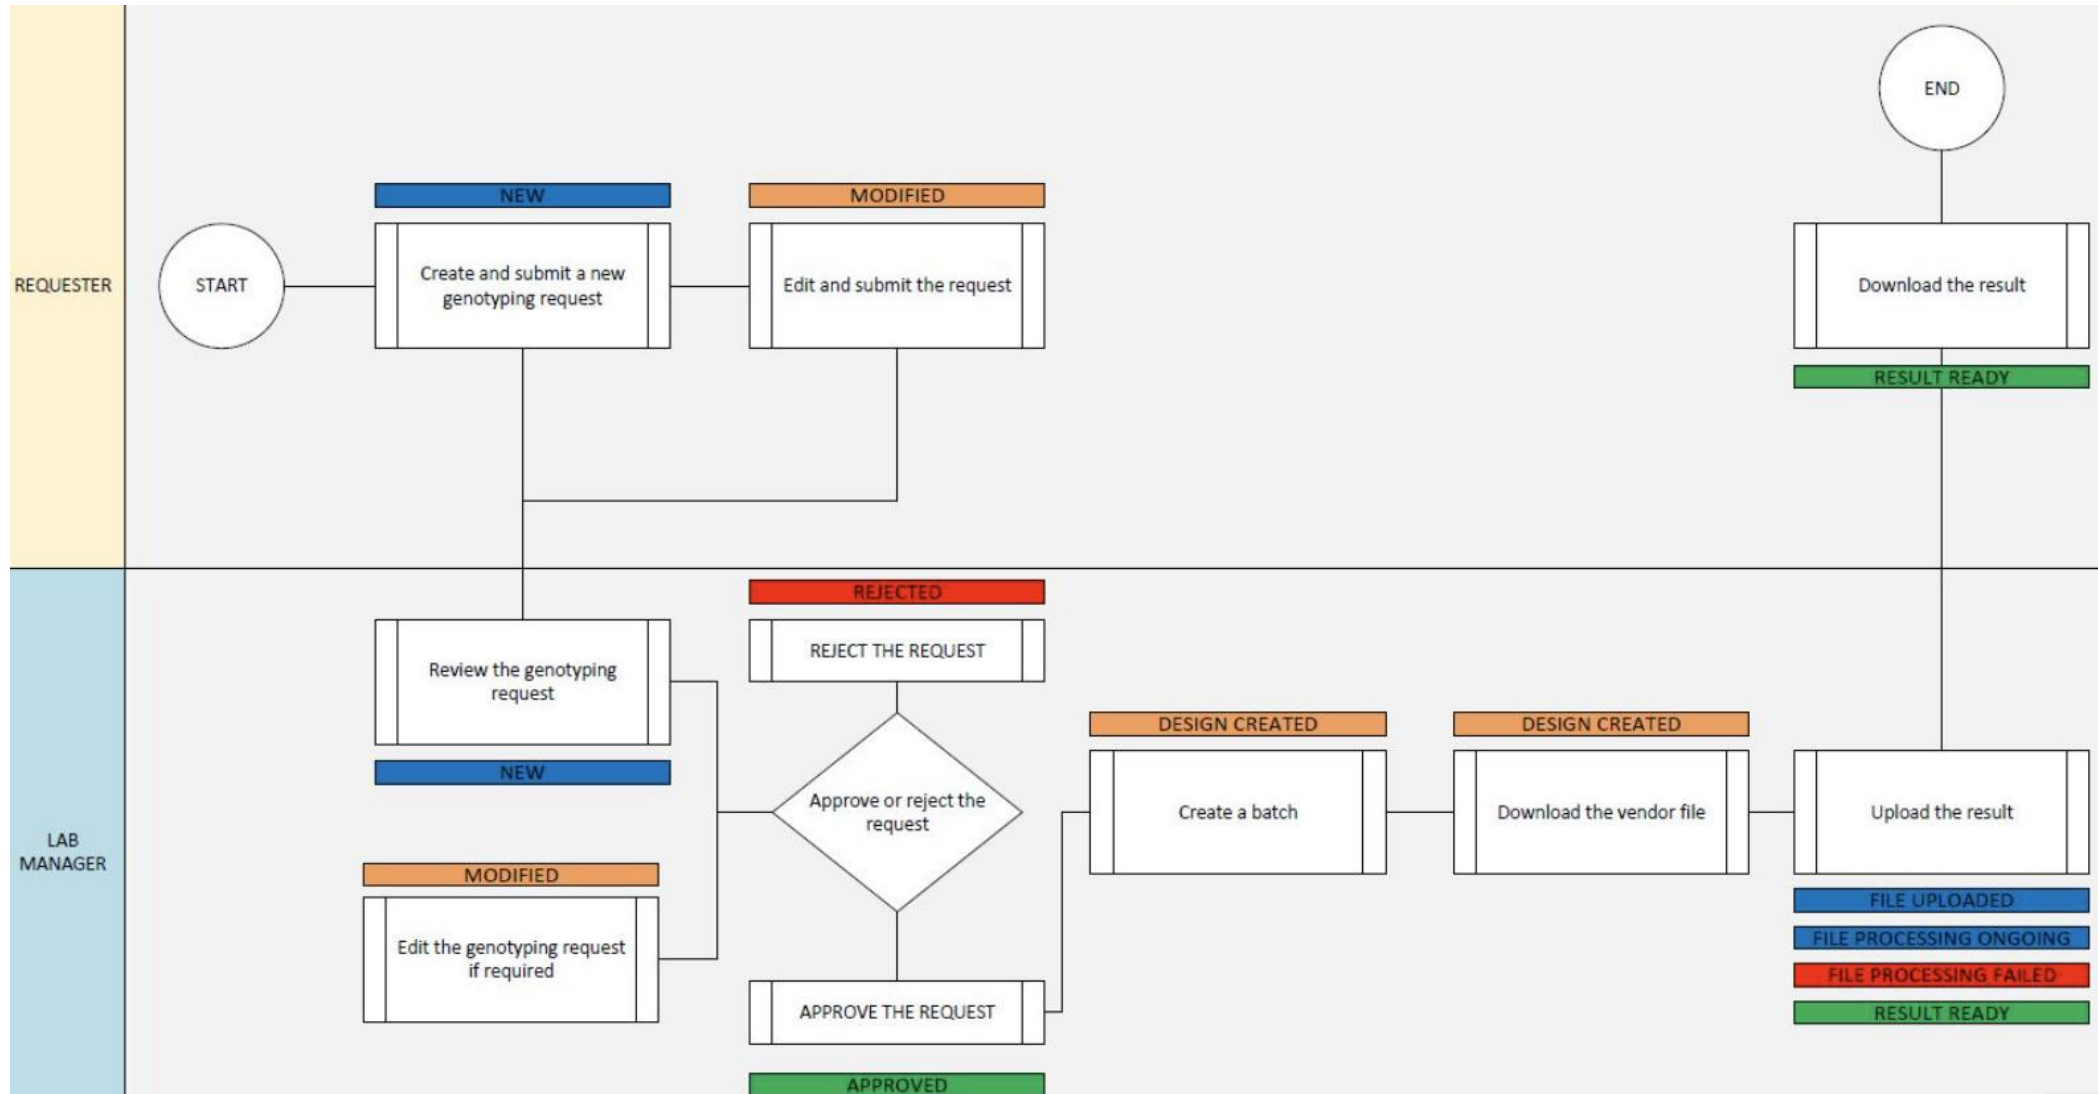 END
NEW
MODIFIED
REQUESTER
START
Create and submit a new
genotyping request
Edit and submit the request
Download the result
RESULT READY
REJECTED
REJECT THE REQUEST
Review the genotyping
request
NEW
DESIGN CREATED
DESIGN CREATED
LAB
MANAGER
Approve or reject the
request
Create a batch
Download the vendor file
Upload the result
MODIFIED
FILE UPLOADED
Edit the genotyping request
if required
FILE PROCESSING ONGOING
FILE PROCESSING FAILED
APPROVE THE REQUEST
RESULT READY
APPROVED